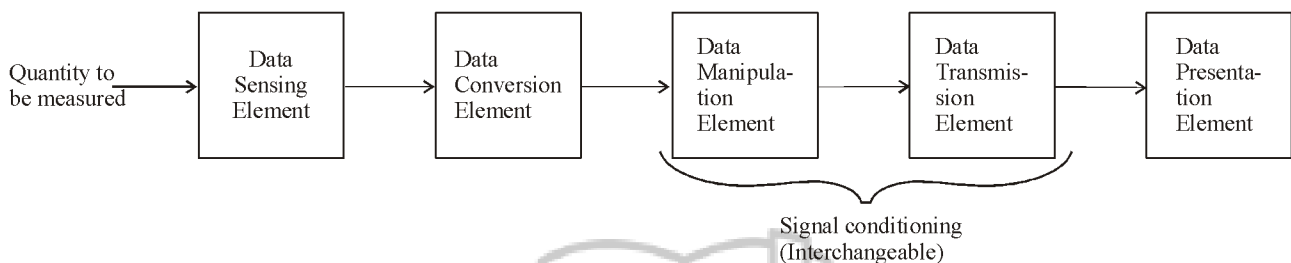 Quantity to
be measured
Data
Sensing
Element
Data
Conversion
Element
Data
Manipula-
tion
Element
Data
Transmis-
sion
Element
Data
Presenta-
tion
Element
Signal conditioning
(Interchangeable)